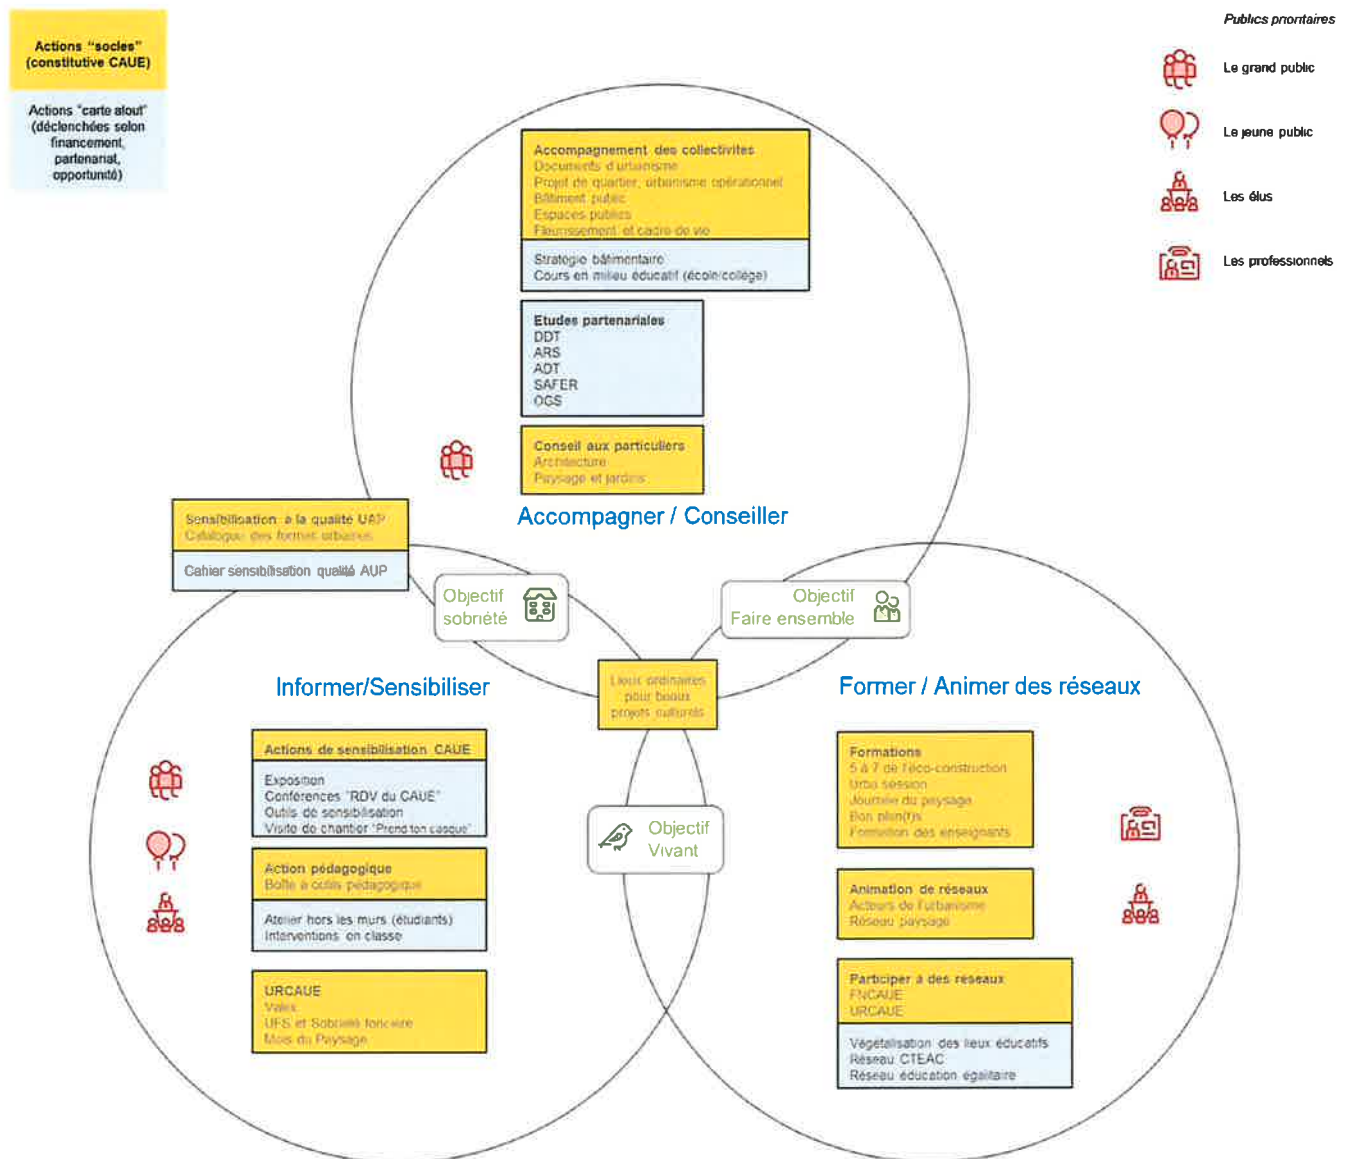 Actions "socles"
(constitutive CAUE)
Actions "carte atout"
(déclenchées selon
financement,
partenariat,
opportunité)
Publics prioritaires
Le grand public
Le jeune public
Les élus
Les professionnels
Accompagnement des collectivités
Documents d'urbanisme
Projet de quartier, urbanisme opérationnel
Bâtiment public
Espaces publics
Fleurissement et cadre de vie
Stratégie bâtimentaire
Cours en milieu éducatif (école/collège)
Etudes partenariales
DDT
ARS
ADT
SAFER
OGS
Conseil aux particuliers
Architecture
Paysage et jardins
Accompagner / Conseiller
Sensibilisation à la qualité UAP
Catalogue des formes urbaines
Cahier sensibilisation qualité AUP
Objectif
sobriété
Objectif
Faire ensemble
Lieux ordinaires
pour beaux
projets culturels
Informer/Sensibiliser
Actions de sensibilisation CAUE
Exposition
Conférences "RDV du CAUE"
Outils de sensibilisation
Visite de chantier "Prend ton casque"
Action pédagogique
Boîte à outils pédagogique
Atelier hors les murs (étudiants)
Interventions en classe
URCAUE
Valex
UFS et Sobriété foncière
Mois du Paysage
Objectif
Vivant
Former / Animer des réseaux
Formations
5 à 7 de l'éco-construction
Urba session
Journée du paysage
Bon plan(t)s
Formation des enseignants
Animation de réseaux
Acteurs de l'urbanisme
Réseau paysage
Participer à des réseaux
FNCAUE
URCAUE
Végétalisation des lieux éducatifs
Réseau CTEAC
Réseau éducation égalitaire